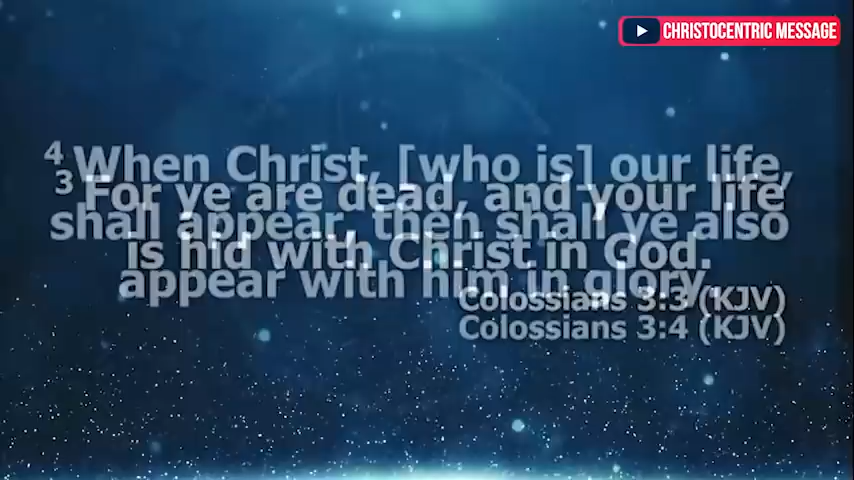 CHRISTOCENTRIC MESSAGE
4 When Christ, [who is] our life,
shall appear, then shall ye also
appear with him in glory.
Colossians 3:4 (KJV)
3 For ye are dead, and your life
is hid with Christ in God.
Colossians 3:3 (KJV)